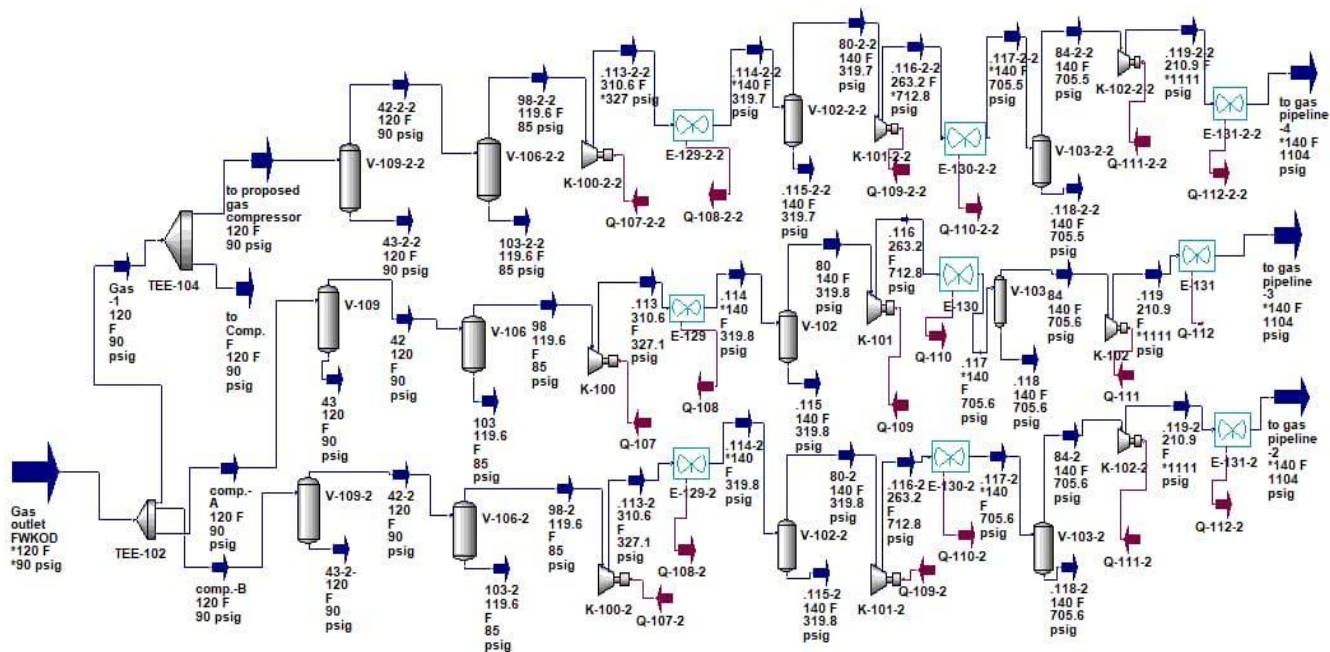 42-2-2
120 F
90 psig
V-109-2-2
43-2-2
120 F
90 psig
98-2-2
119.6 F
85 psig
V-106-2-2
103-2-2
119.6 F
85 psig
K-100-2-2
Q-107-2-2
.113-2-2
310.6 F
*327 psig
E-129-2-2
Q-108-2-2
.114-2-2
*140 F
319.7
psig
V-102-2-2
.115-2-2
140 F
319.7
psig
80-2-2
140 F
319.7
psig
K-101-2-2
Q-109-2-2
.116-2-2
263.2 F
*712.8
psig
E-130-2-2
Q-110-2-2
.117-2-2
*140 F
705.5
psig
V-103-2-2
.118-2-2
140 F
705.5
psig
84-2-2
140 F
705.5
psig
K-102-2-2
Q-111-2-2
.119-2-2
210.9 F
*1111
psig
E-131-2-2
Q-112-2-2
to gas
pipeline
-4
*140 F
1104
psig
to proposed
gas
compressor
120 F
90 psig
TEE-104
Gas
-1
120
F
90
psig
to
Comp.
F
120 F
90
psig
V-109
43
120
F
90
psig
42
120
F
90
psig
V-106
103
119.6
F
85
psig
98
119.6
F
85
psig
K-100
Q-107
.113
310.6
F
327.1
psig
E-129
Q-108
.114
*140
F
319.8
psig
V-102
.115
140 F
319.8
psig
80
140 F
319.8
psig
K-101
Q-109
.116
263.2
F
712.8
psig
E-130
Q-110
.117
*140
F
705.6
psig
V-103
.118
140 F
705.6
psig
84
140 F
705.6
psig
K-102
Q-111
.119
210.9
F
*1111
psig
E-131
Q-112
to gas
pipeline
-3
*140 F
1104
psig
Gas
outlet
FWKOD
*120 F
*90 psig
TEE-102
comp.-
A
120 F
90
psig
comp.-B
120 F
90 psig
V-109-2
43-2-
120
F
90
psig
42-2
120
F
90
psig
V-106-2
103-2
119.6
F
85
psig
98-2
119.6
F
85
psig
K-100-2
Q-107-2
.113-2
310.6
F
327.1
psig
E-129-2
Q-108-2
.114-2
*140
F
319.8
psig
V-102-2
.115-2
140 F
319.8
psig
80-2
140
F
319.8
psig
K-101-2
Q-109-2
.116-2
263.2
F
712.8
psig
E-130-2
Q-110-2
.117-2
*140
F
705.6
psig
V-103-2
.118-2
140 F
705.6
psig
84-2
140 F
705.6
psig
K-102-2
Q-111-2
.119-2
210.9
F
*1111
psig
E-131-2
Q-112-2
to gas
pipeline
-2
*140 F
1104
psig